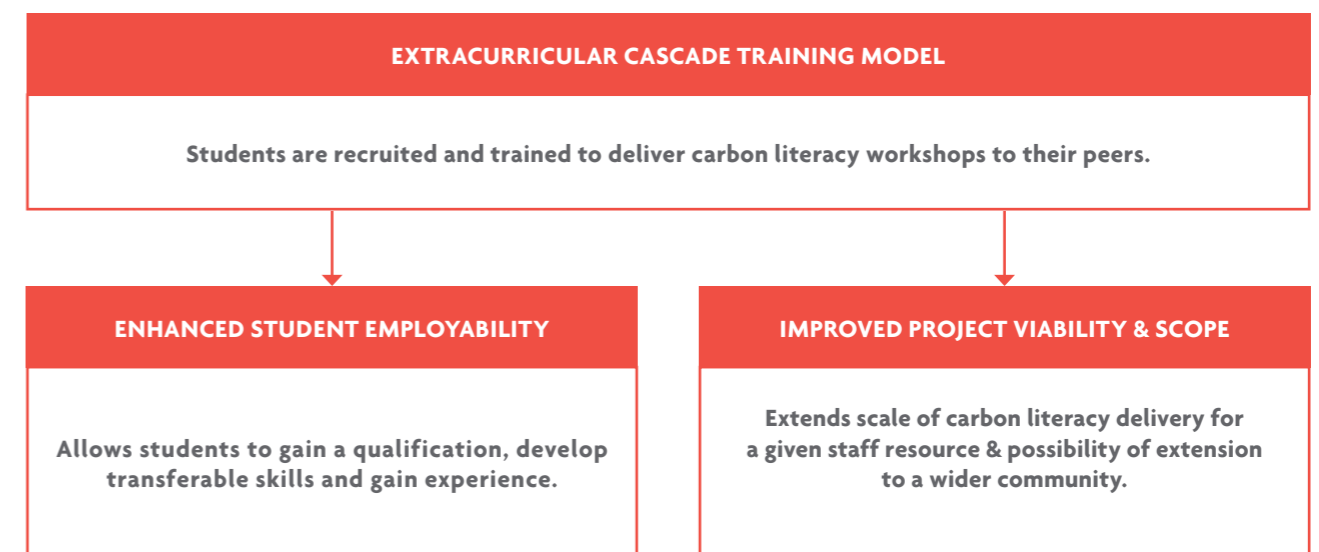 EXTRACURRICULAR CASCADE TRAINING MODEL
Students are recruited and trained to deliver carbon literacy workshops to their peers.
ENHANCED STUDENT EMPLOYABILITY
Allows students to gain a qualification, develop
transferable skills and gain experience.
IMPROVED PROJECT VIABILITY & SCOPE
Extends scale of carbon literacy delivery for
a given staff resource & possibility of extension
to a wider community.